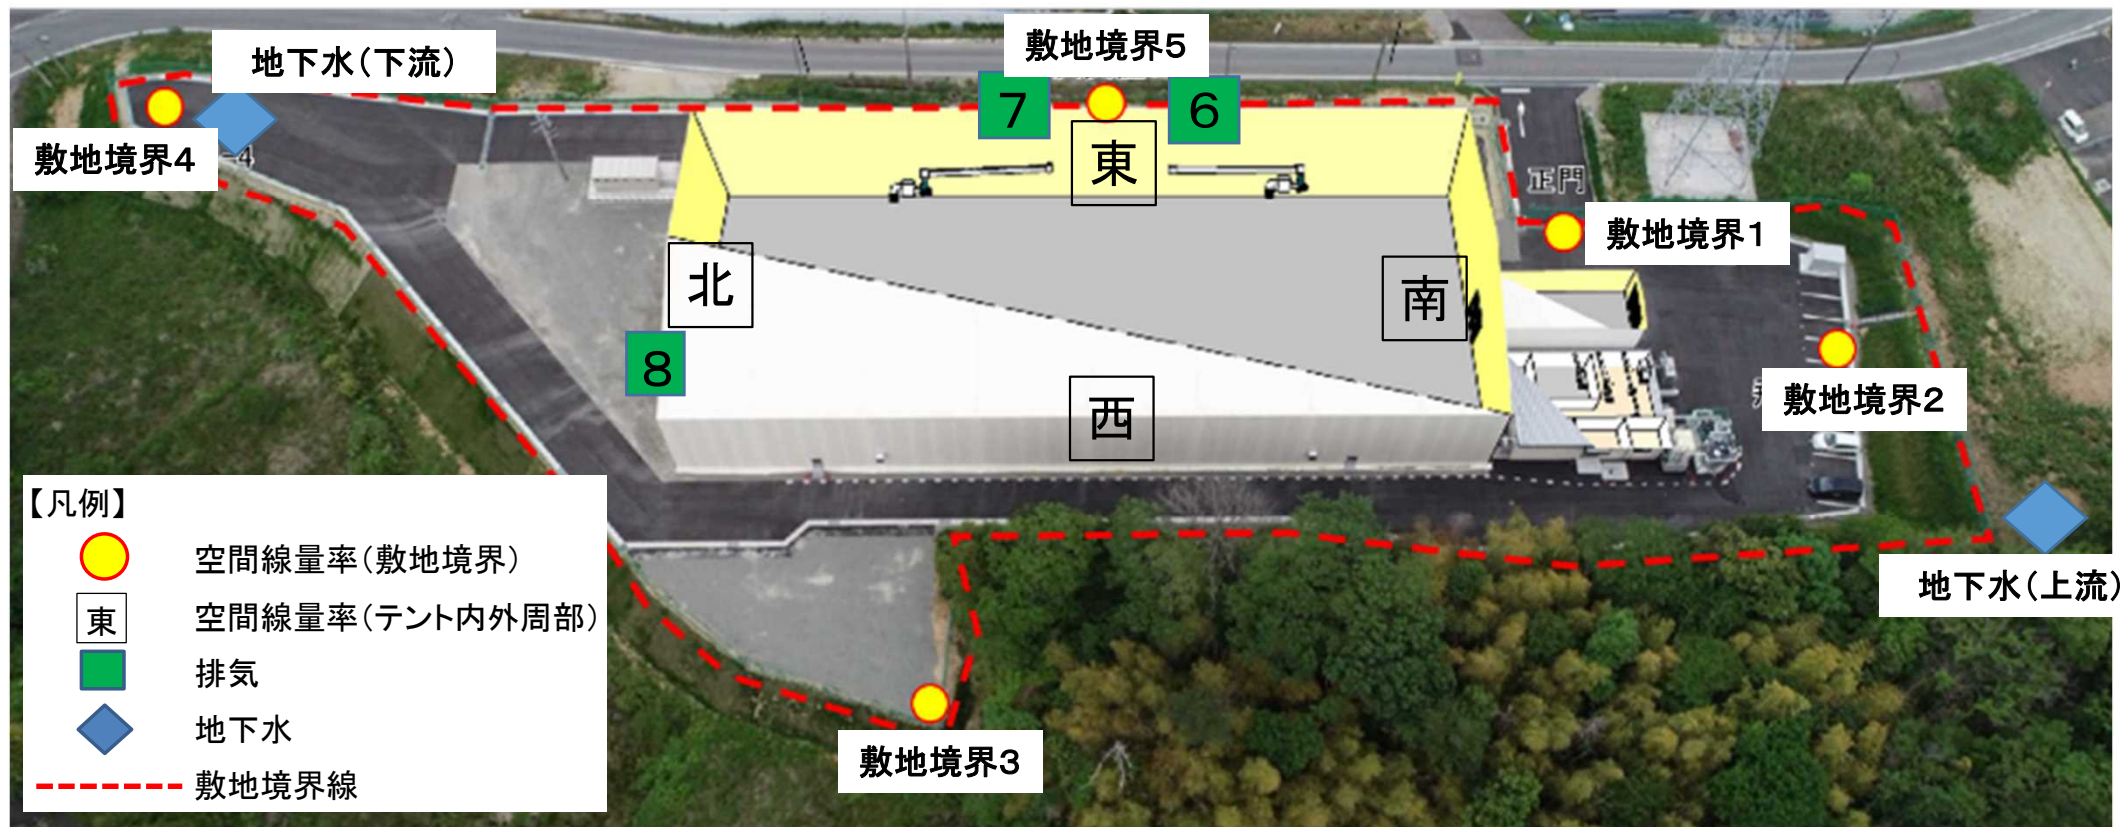 地下水(下流)
敷地境界5
7
6
敷地境界4
-4
東
正門
敷地境界1
北
南
8
敷地境界2
西
【凡例】
空間線量率(敷地境界)
東
空間線量率(テント内外周部)
排気
地下水
敷地境界線
地下水(上流)
敷地境界3